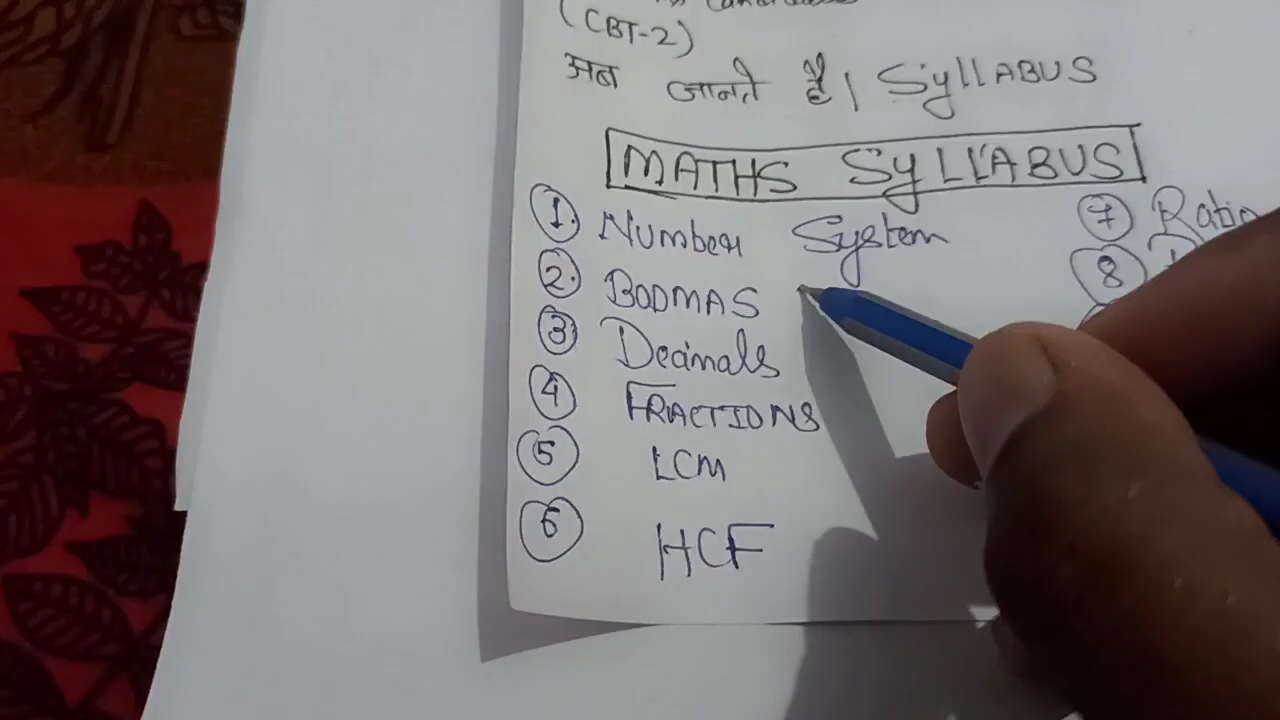 (CBT-2)
अब जानते है। SyllABUS
MATHS SyLLABUS
1. Number System
2. BODMAS
3 Decimals
4 FRACTIONS
5 LCM
6 HCF
7 Ratio
8